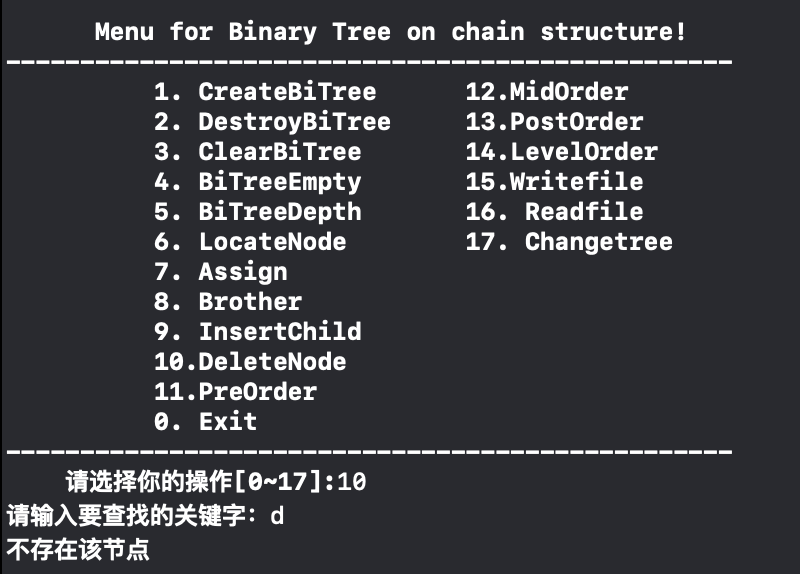 Menu for Binary Tree on chain structure!
-------------------------------------------------
1. CreateBiTree 12.MidOrder
2. DestroyBiTree 13.PostOrder
3. ClearBiTree 14.LevelOrder
4. BiTreeEmpty 15.Writefile
5. BiTreeDepth 16. Readfile
6. LocateNode 17. Changetree
7. Assign
8. Brother
9. InsertChild
10.DeleteNode
11.PreOrder
0. Exit
-------------------------------------------------
请选择你的操作[0~17]:10
请输入要查找的关键字：d
不存在该节点